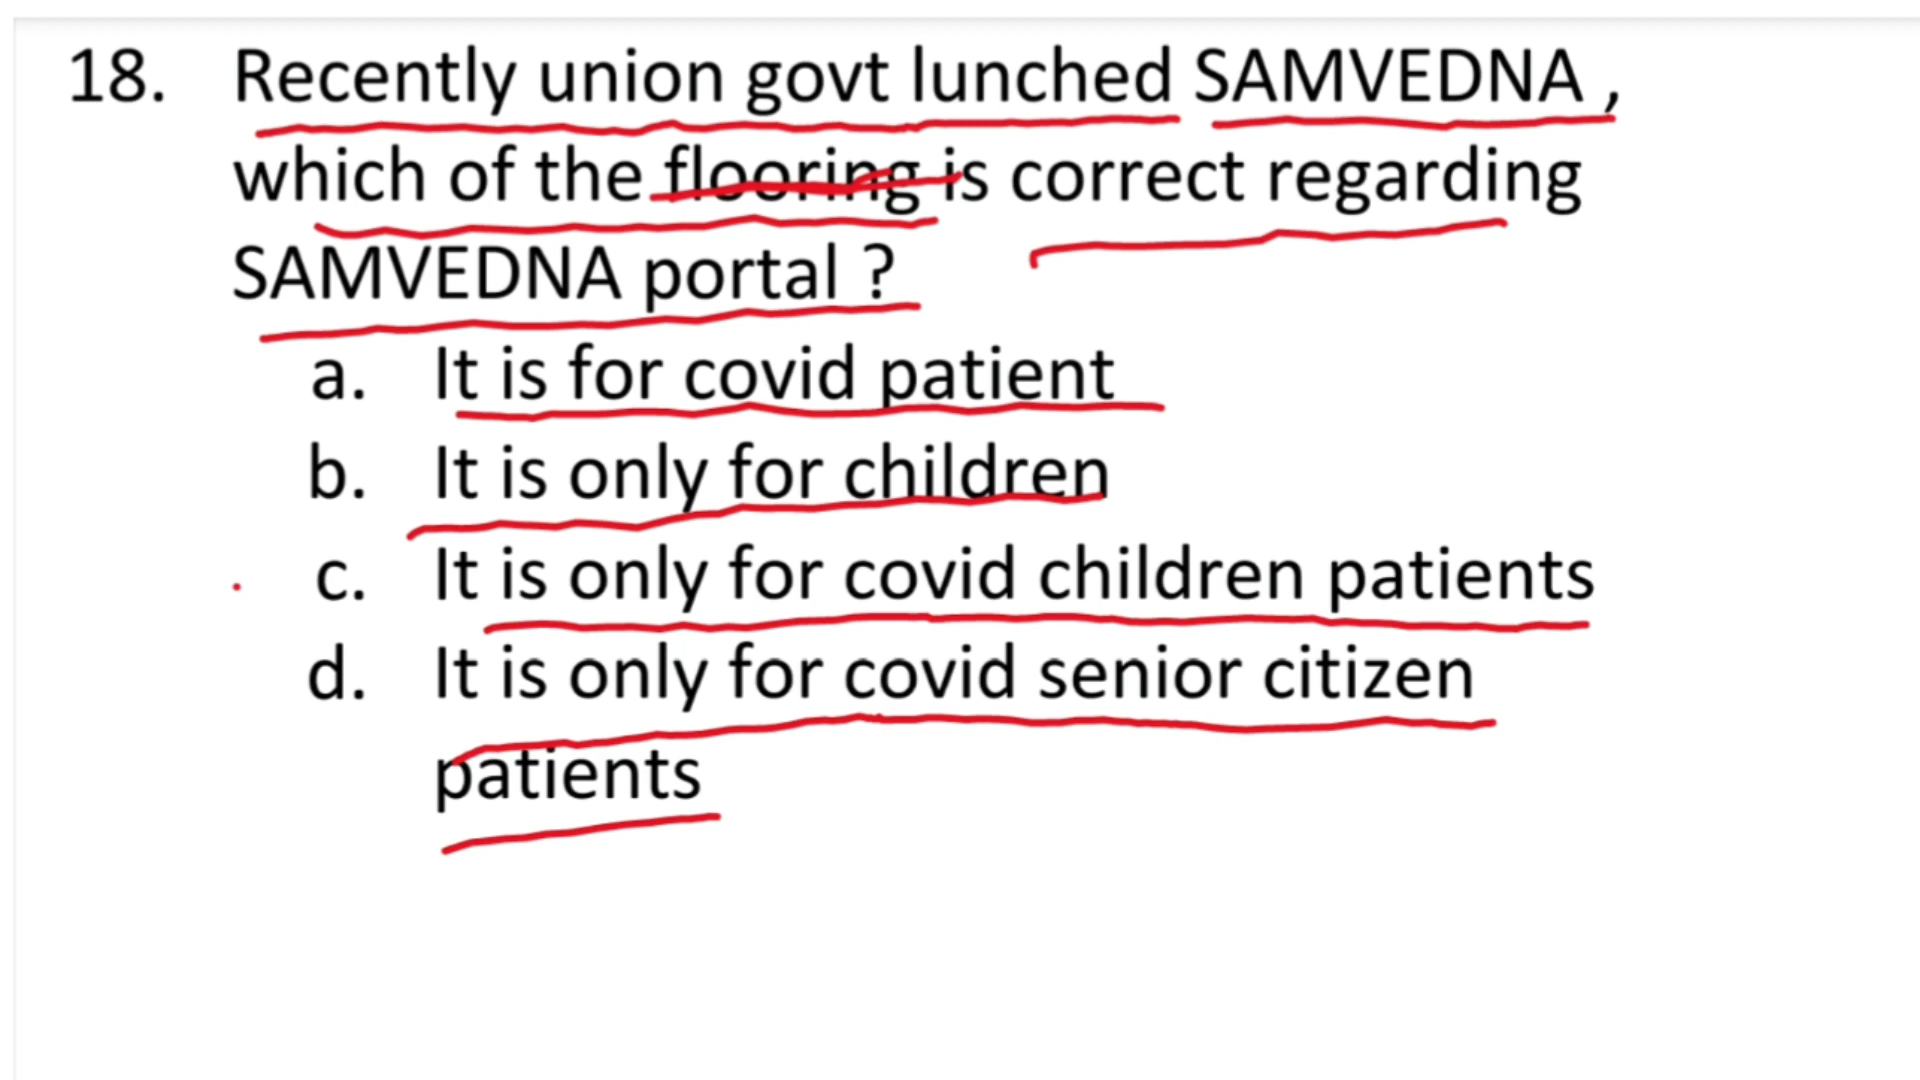 18. Recently union govt lunched SAMVEDNA ,
which of the flooring is correct regarding
SAMVEDNA portal ?
a. It is for covid patient
b. It is only for children
c. It is only for covid children patients
d. It is only for covid senior citizen
patients